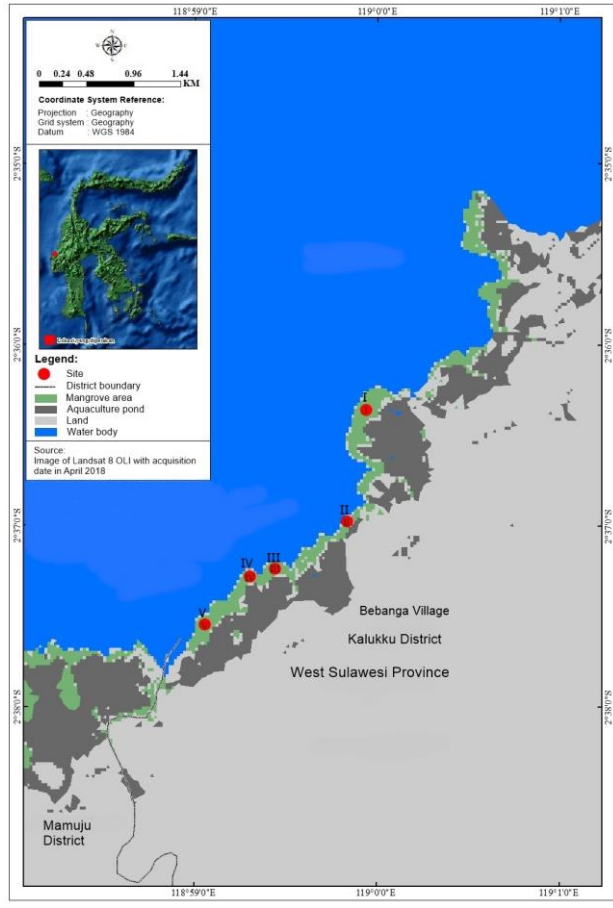 118°59'0"E 119°0'0"E 119°1'0"E
N
W E
S
0 0.24 0.48 0.96 1.44
KM
Coordinate System Reference:
Projection : Geography
Grid system : Geography
Datum : WGS 1984
Legend:
Site
District boundary
Mangrove area
Aquaculture pond
Land
Water body
Source:
Image of Landsat 8 OLI with acquisition
date in April 2018
2°35'0"S 2°35'0"S
2°36'0"S 2°36'0"S
I
II
2°37'0"S 2°37'0"S
III
IV
V
Bebanga Village
Kalukku District
West Sulawesi Province
2°38'0"S 2°38'0"S
Mamuju
District
118°59'0"E 119°0'0"E 119°1'0"E